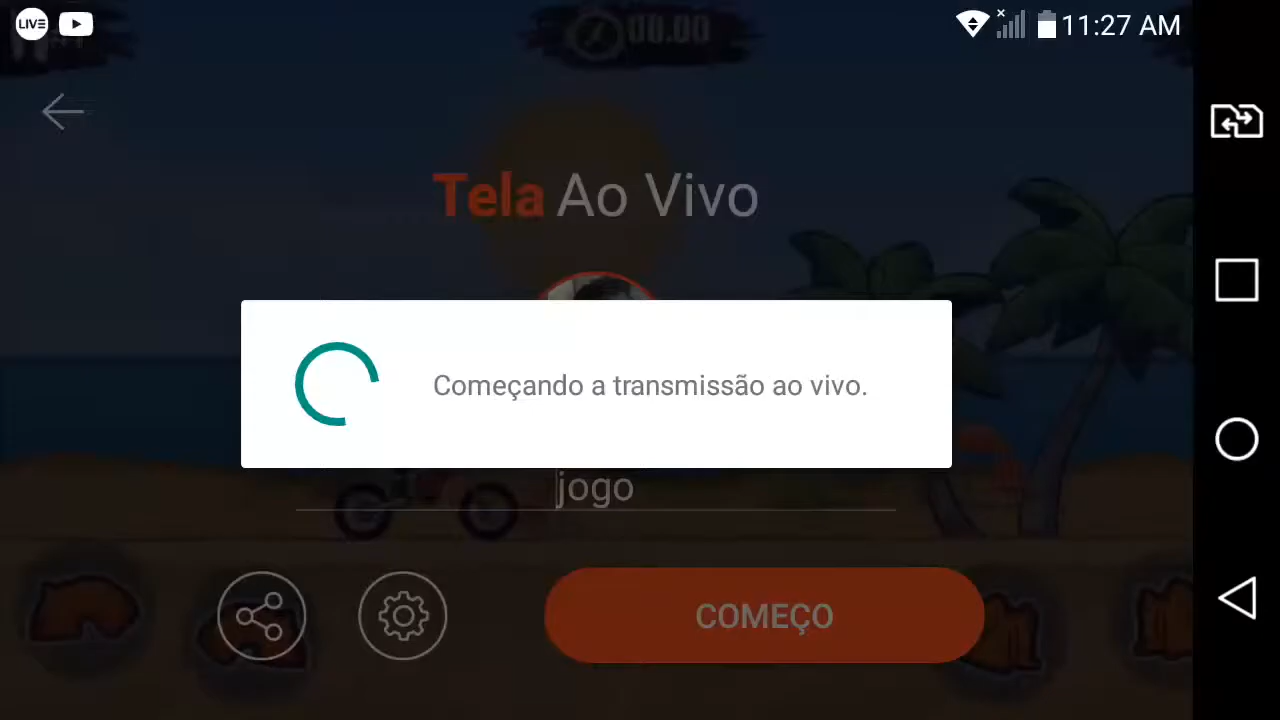 LIVE
00.00
11:27 AM
Tela Ao Vivo
Começando a transmissão ao vivo.
jogo
COMEÇO